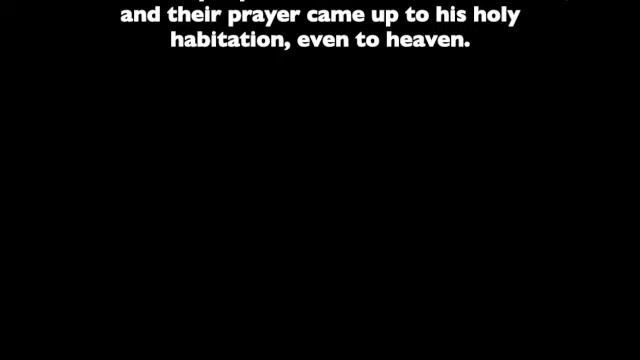 and their prayer came up to his holy
habitation, even to heaven.